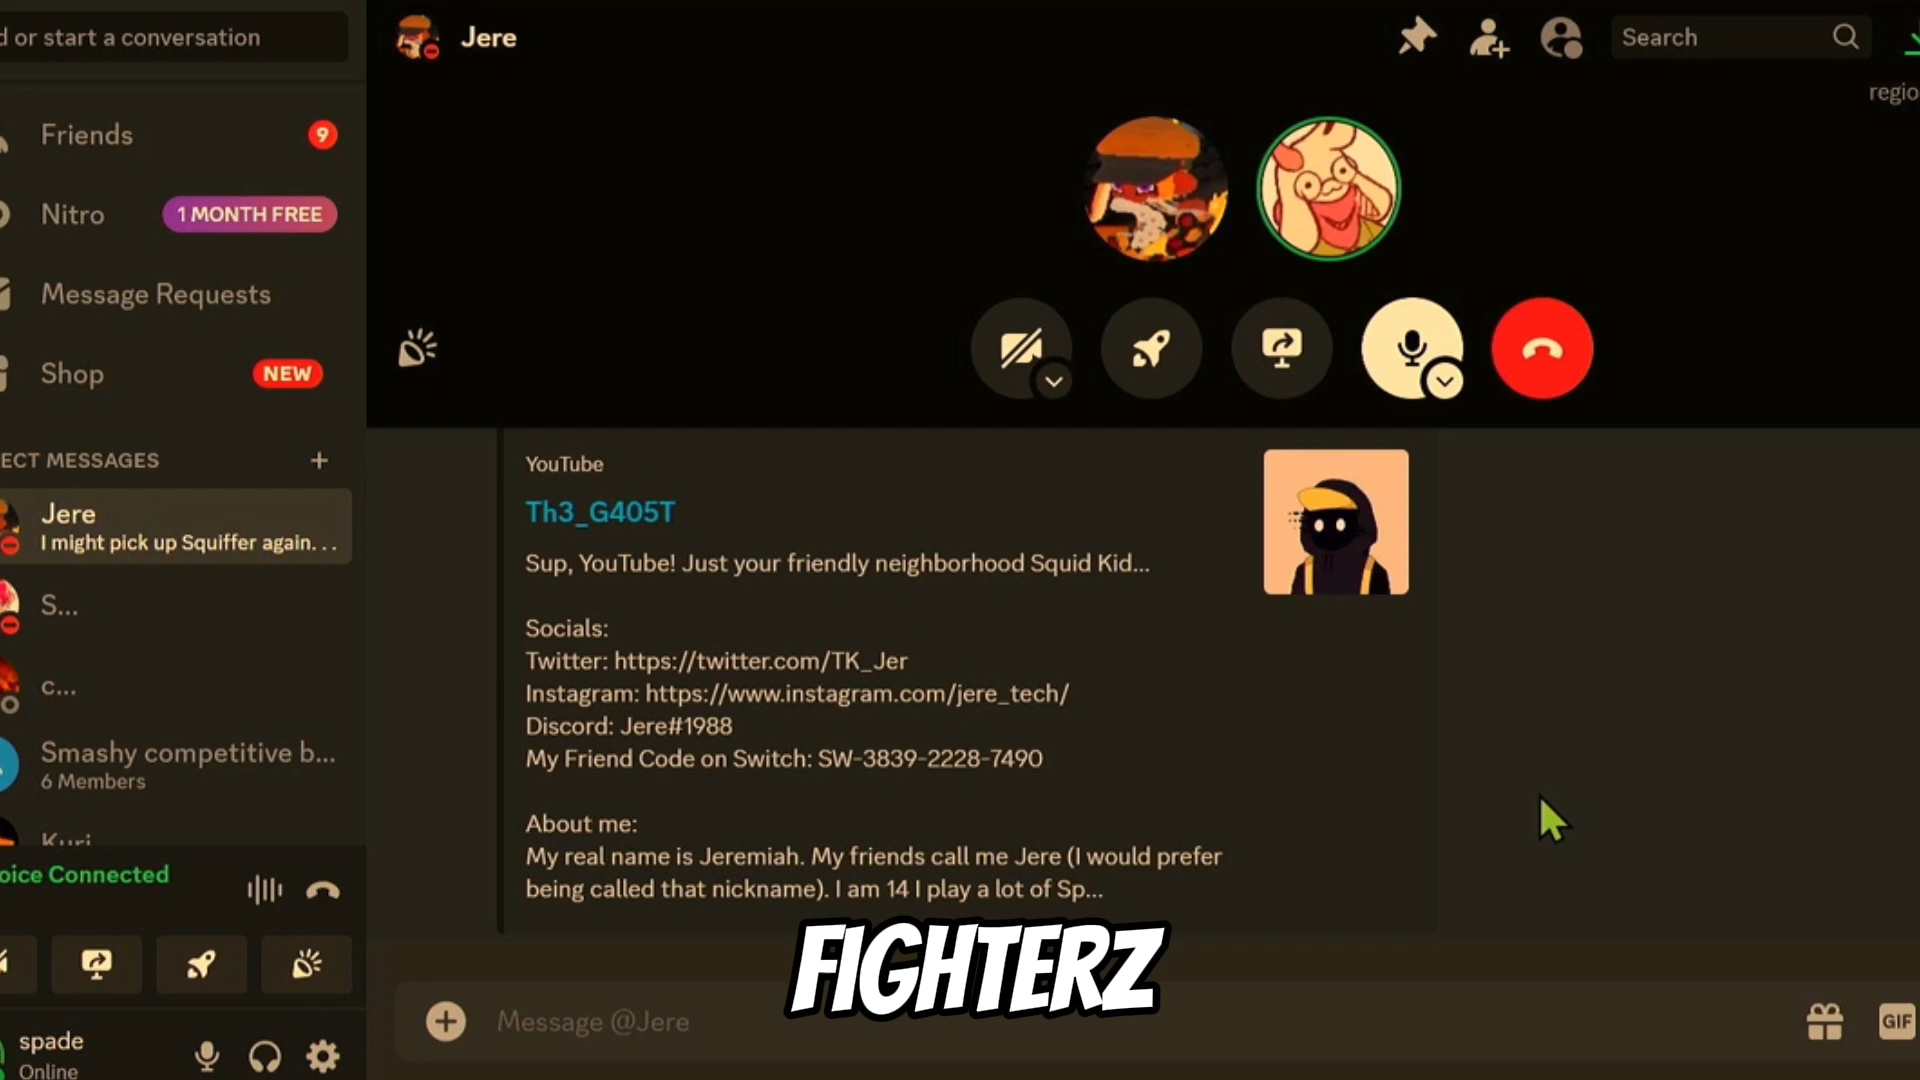 d or start a conversation
Jere
Search
regio
Friends
9
Nitro
1 MONTH FREE
Message Requests
Shop
NEW
ECT MESSAGES
+
Jere
I might pick up Squiffer again. . .
S...
c...
Smashy competitive b...
6 Members
Kuri
oice Connected
spade
Online
YouTube
Th3_G405T
Sup, YouTube! Just your friendly neighborhood Squid Kid...
Socials:
Twitter: https://twitter.com/TK_Jer
Instagram: https://www.instagram.com/jere_tech/
Discord: Jere#1988
My Friend Code on Switch: SW-3839-2228-7490
About me:
My real name is Jeremiah. My friends call me Jere (I would prefer
being called that nickname). I am 14 I play a lot of Sp...
FIGHTERZ
Message @Jere
GIF